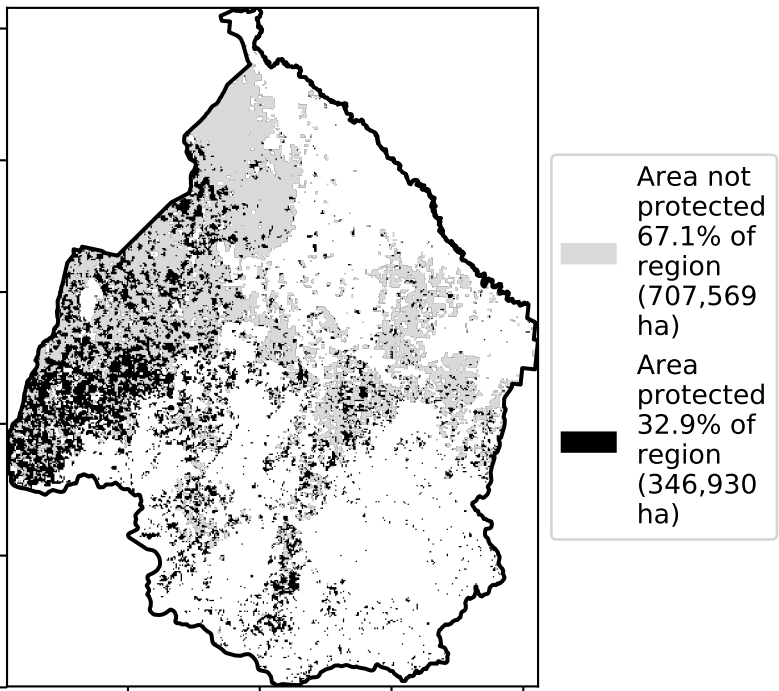 Area not
protected
67.1% of
region
(707,569
ha)
Area
protected
32.9% of
region
(346,930
ha)